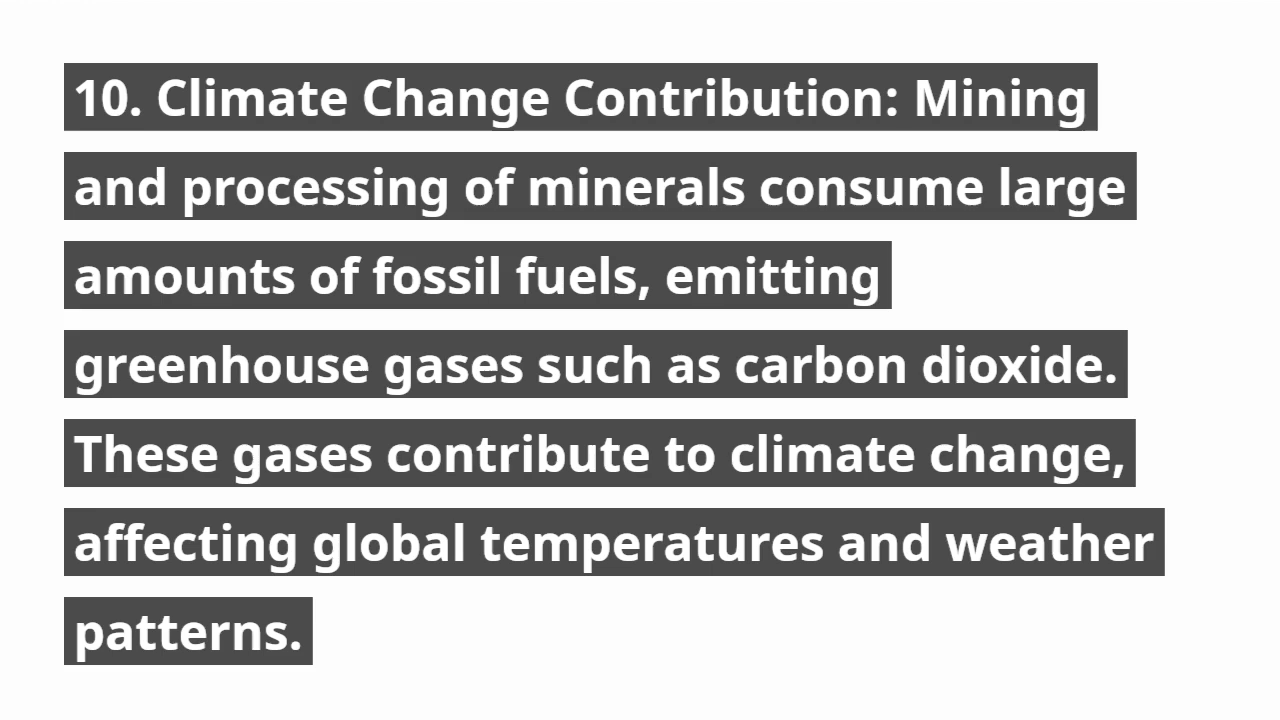 10. Climate Change Contribution: Mining
and processing of minerals consume large
amounts of fossil fuels, emitting
greenhouse gases such as carbon dioxide.
These gases contribute to climate change,
affecting global temperatures and weather
patterns.